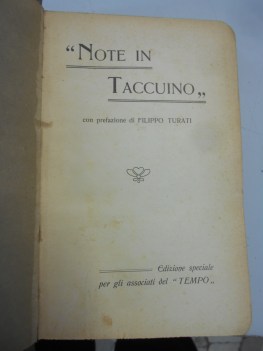 “NOTE IN
TACCUINO„
con prefazione di FILIPPO TURATI
Edizione speciale
per gli associati del “TEMPO„